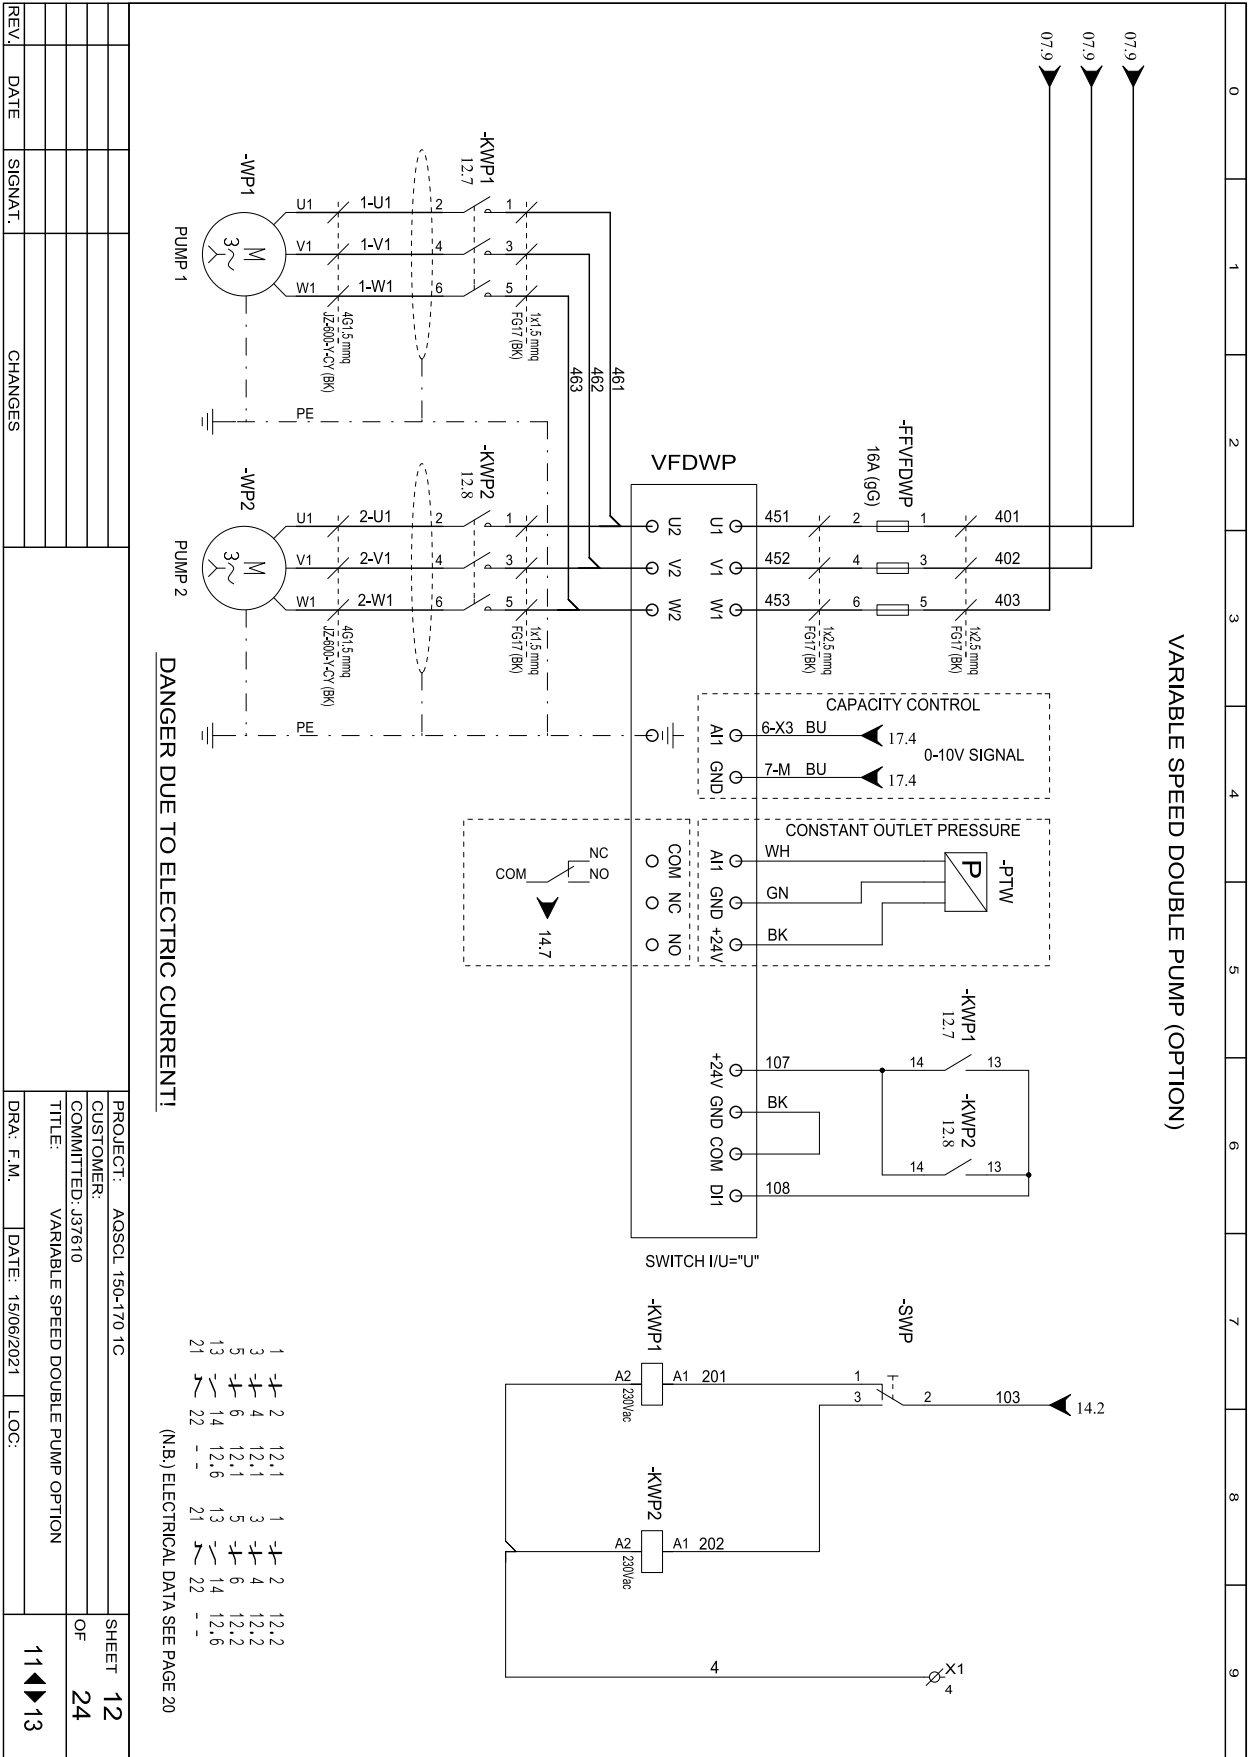 0 1 2 3 4 5 6 7 8 9
VARIABLE SPEED DOUBLE PUMP (OPTION)
07.9
07.9
07.9
401
402
403
1x2,5 mmq
FG17 (BK)
-FFVFDWP
16A (gG)
1
3
5
2
4
6
1x2,5 mmq
FG17 (BK)
451
452
453
VFDWP
U1 V1 W1
U2 V2 W2
CAPACITY CONTROL
0-10V SIGNAL
17.4
17.4
6-X3 BU
7-M BU
AI1 GND
CONSTANT OUTLET PRESSURE
-PTW
P
WH
GN
BK
AI1 GND +24V
COM NC NO
NC
NO
COM
14.7
-KWP1
12.7
13
14
-KWP2
12.8
13
14
107
BK
108
+24V GND COM DI1
SWITCH I/U="U"
461
462
463
-KWP1
12.7
1
3
5
2
4
6
1x1,5 mmq
FG17 (BK)
1-U1
1-V1
1-W1
4G1,5 mmq
JZ-600-Y-CY (BK)
U1
V1
W1
-WP1
M
3~
PUMP 1
PE
-KWP2
12.8
1
3
5
2
4
6
1x1,5 mmq
FG17 (BK)
2-U1
2-V1
2-W1
4G1,5 mmq
JZ-600-Y-CY (BK)
U1
V1
W1
-WP2
M
3~
PUMP 2
PE
14.2
103
-SWP
2
1
3
201
202
-KWP1
A1
A2
230Vac
-KWP2
A1
A2
230Vac
X1
4
4
1 2 12.1
3 4 12.1
5 6 12.1
13 14 12.6
21 22 - -
1 2 12.2
3 4 12.2
5 6 12.2
13 14 12.6
21 22 - -
DANGER DUE TO ELECTRIC CURRENT!
(N.B.) ELECTRICAL DATA SEE PAGE 20
REV. DATE SIGNAT. CHANGES
PROJECT: AQSCL 150-170 1C
CUSTOMER:
COMMITTED: J37610
TITLE: VARIABLE SPEED DOUBLE PUMP OPTION
DRA: F.M. DATE: 15/06/2021 LOC:
SHEET 12
OF 24
11 13